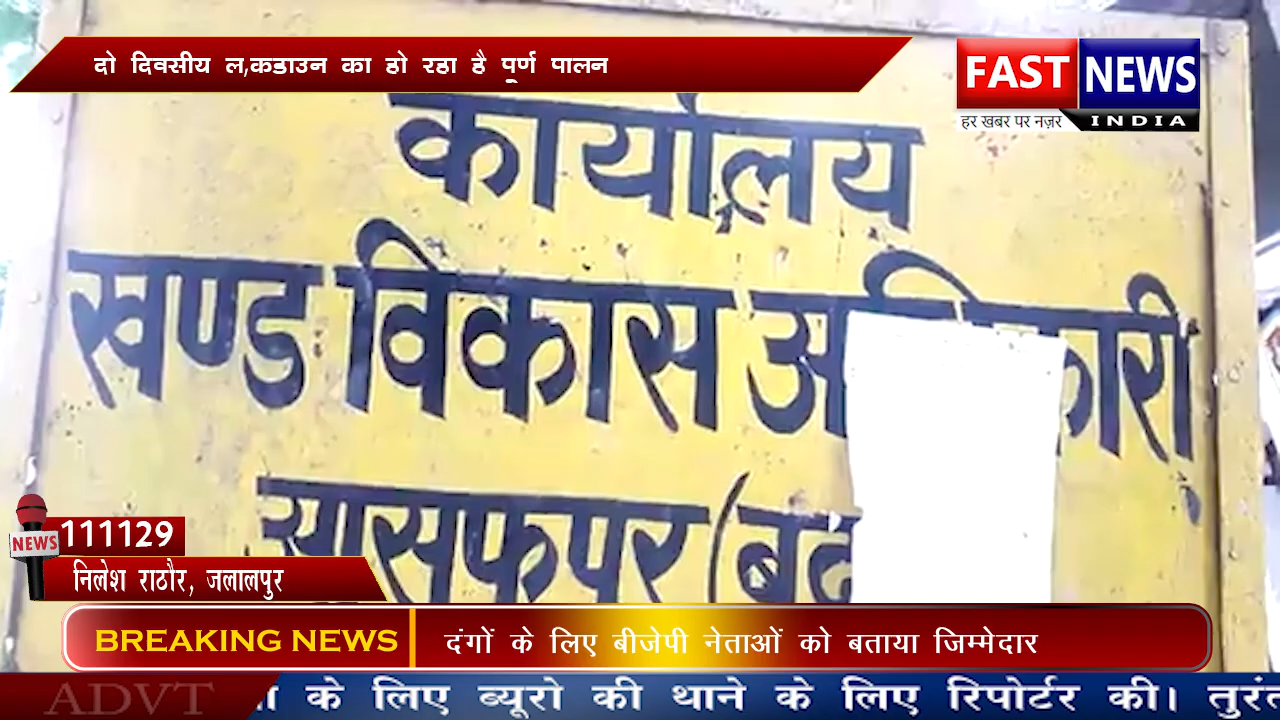 दो दिवसीय ल,कडाउन का हो रहा है पूर्ण पालन
FAST NEWS
INDIA
हर खबर पर नज़र
कार्यालय
खण्ड विकास
आसफपुर
NEWS
111129
निलेश राठौर, जलालपुर
BREAKING NEWS
दंगों के लिए बीजेपी नेताओं को बताया जिम्मेदार
ADVT
के लिए ब्यूरो की थाने के लिए रिपोर्टर की। तुरंत